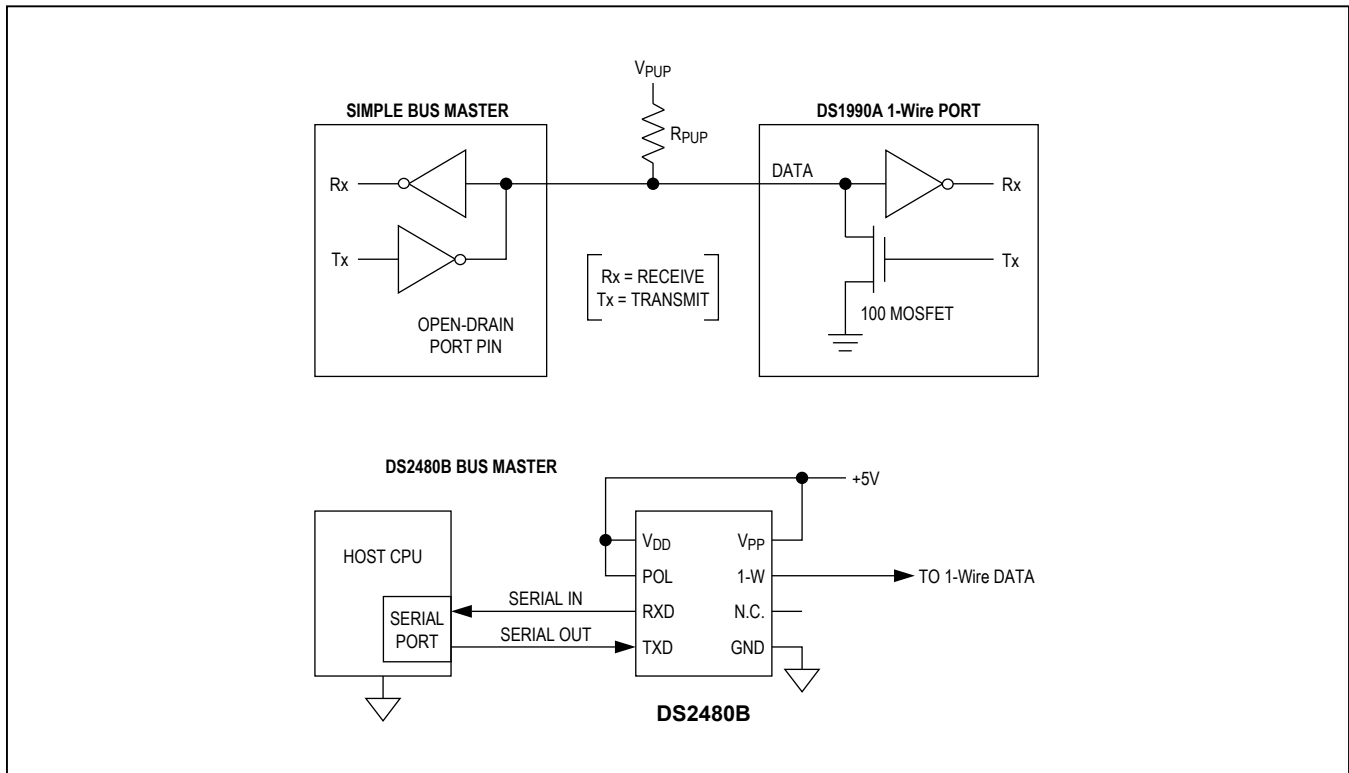 VPUP
SIMPLE BUS MASTER
DS1990A 1-Wire PORT
RPUP
DATA
Rx
Rx
Tx
Tx
Rx = RECEIVE
Tx = TRANSMIT
OPEN-DRAIN
PORT PIN
100 MOSFET
DS2480B BUS MASTER
+5V
HOST CPU
VDD
VPP
POL
1-W
TO 1-Wire DATA
SERIAL IN
RXD
N.C.
SERIAL
PORT
SERIAL OUT
TXD
GND
DS2480B